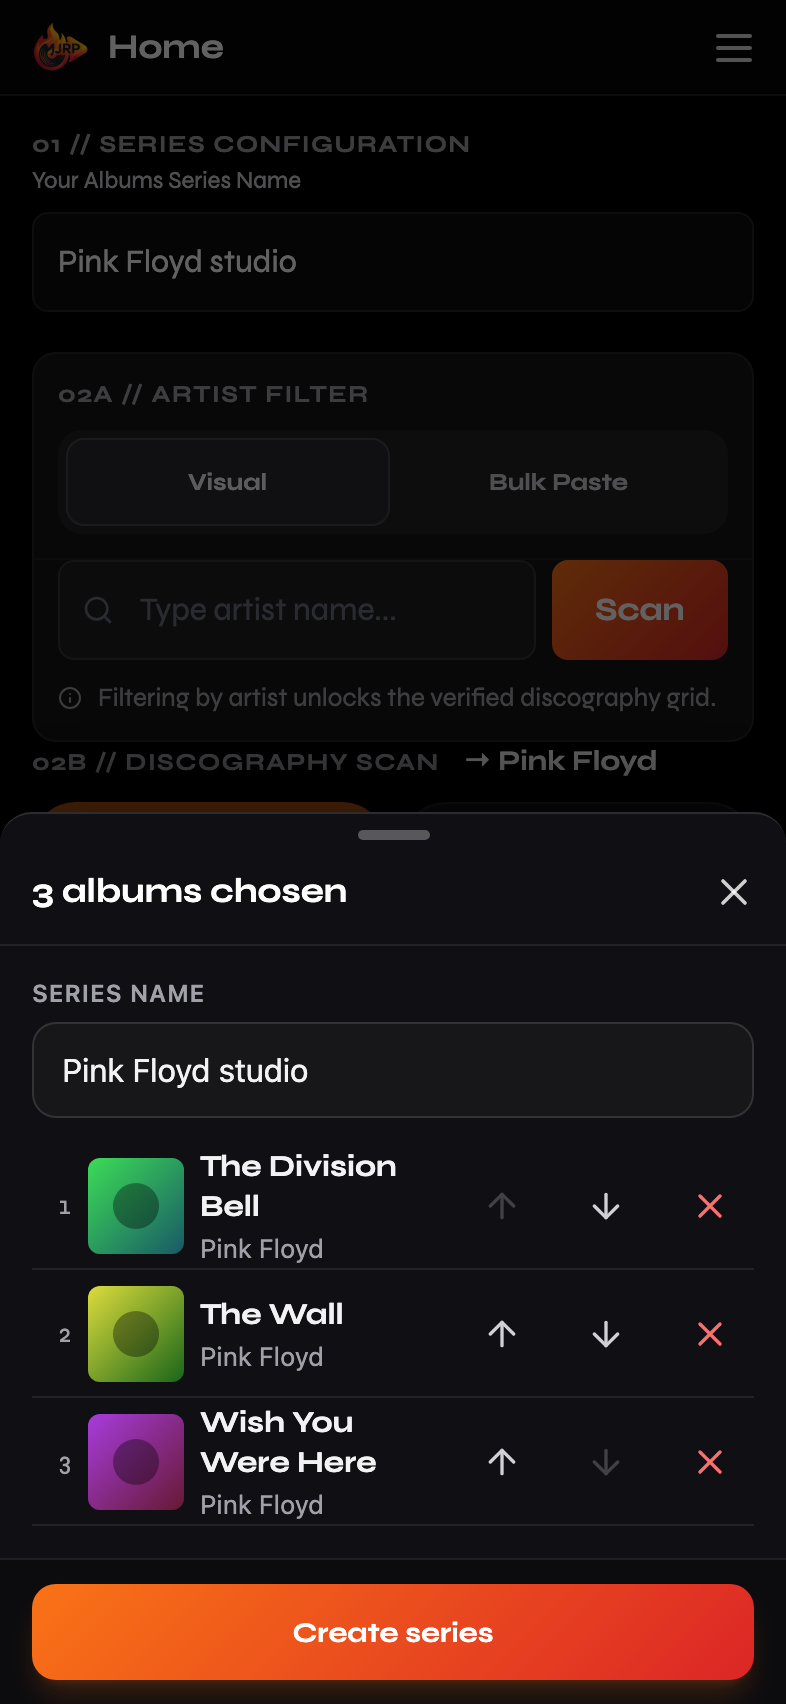 MJRP
Home
01 // SERIES CONFIGURATION
Your Albums Series Name
Pink Floyd studio
02A // ARTIST FILTER
Visual
Bulk Paste
Type artist name...
Scan
Filtering by artist unlocks the verified discography grid.
02B // DISCOGRAPHY SCAN → Pink Floyd
3 albums chosen
SERIES NAME
Pink Floyd studio
1
The Division
Bell
Pink Floyd
2
The Wall
Pink Floyd
3
Wish You
Were Here
Pink Floyd
Create series